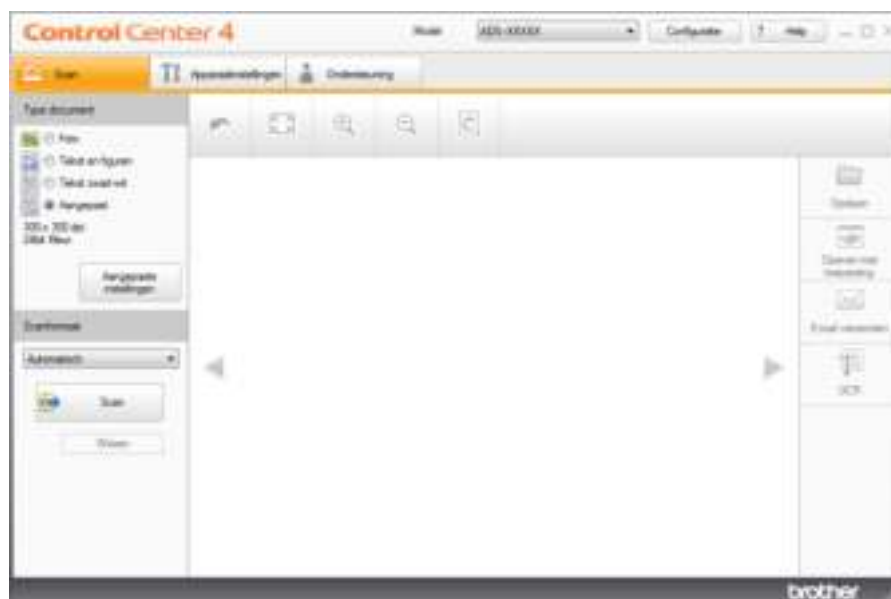 Control Center 4
Model ADS-XXXXX Configuratie ? Help
Scan Apparaatinstellingen Ondersteuning
Type document
Foto
Tekst en figuren
Tekst zwart-wit
Aangepast
300 x 300 dpi
24bit Kleur
Aangepaste
instellingen
Scanformaat
Automatisch
Scan
Wissen
Opslaan
Openen met
toepassing
E-mail verzenden
OCR
brother